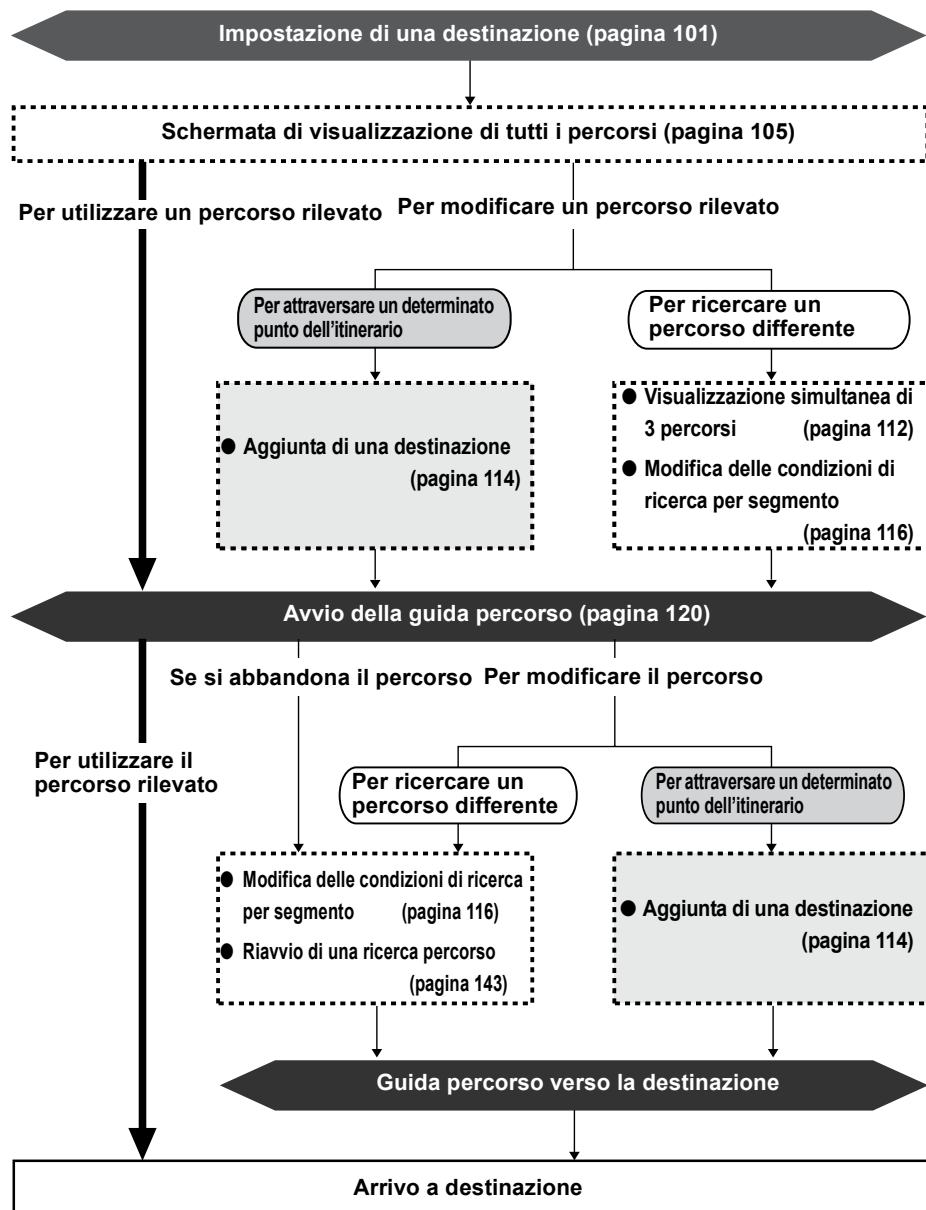 Impostazione di una destinazione (pagina 101)
Schermata di visualizzazione di tutti i percorsi (pagina 105)
Per utilizzare un percorso rilevato
Per modificare un percorso rilevato
Per attraversare un determinato
punto dell'itinerario
Per ricercare un
percorso differente
● Aggiunta di una destinazione
(pagina 114)
● Visualizzazione simultanea di
3 percorsi (pagina 112)
● Modifica delle condizioni di
ricerca per segmento
(pagina 116)
Avvio della guida percorso (pagina 120)
Se si abbandona il percorso
Per modificare il percorso
Per utilizzare il
percorso rilevato
Per ricercare un
percorso differente
Per attraversare un determinato
punto dell'itinerario
● Modifica delle condizioni di ricerca
per segmento (pagina 116)
● Riavvio di una ricerca percorso
(pagina 143)
● Aggiunta di una destinazione
(pagina 114)
Guida percorso verso la destinazione
Arrivo a destinazione